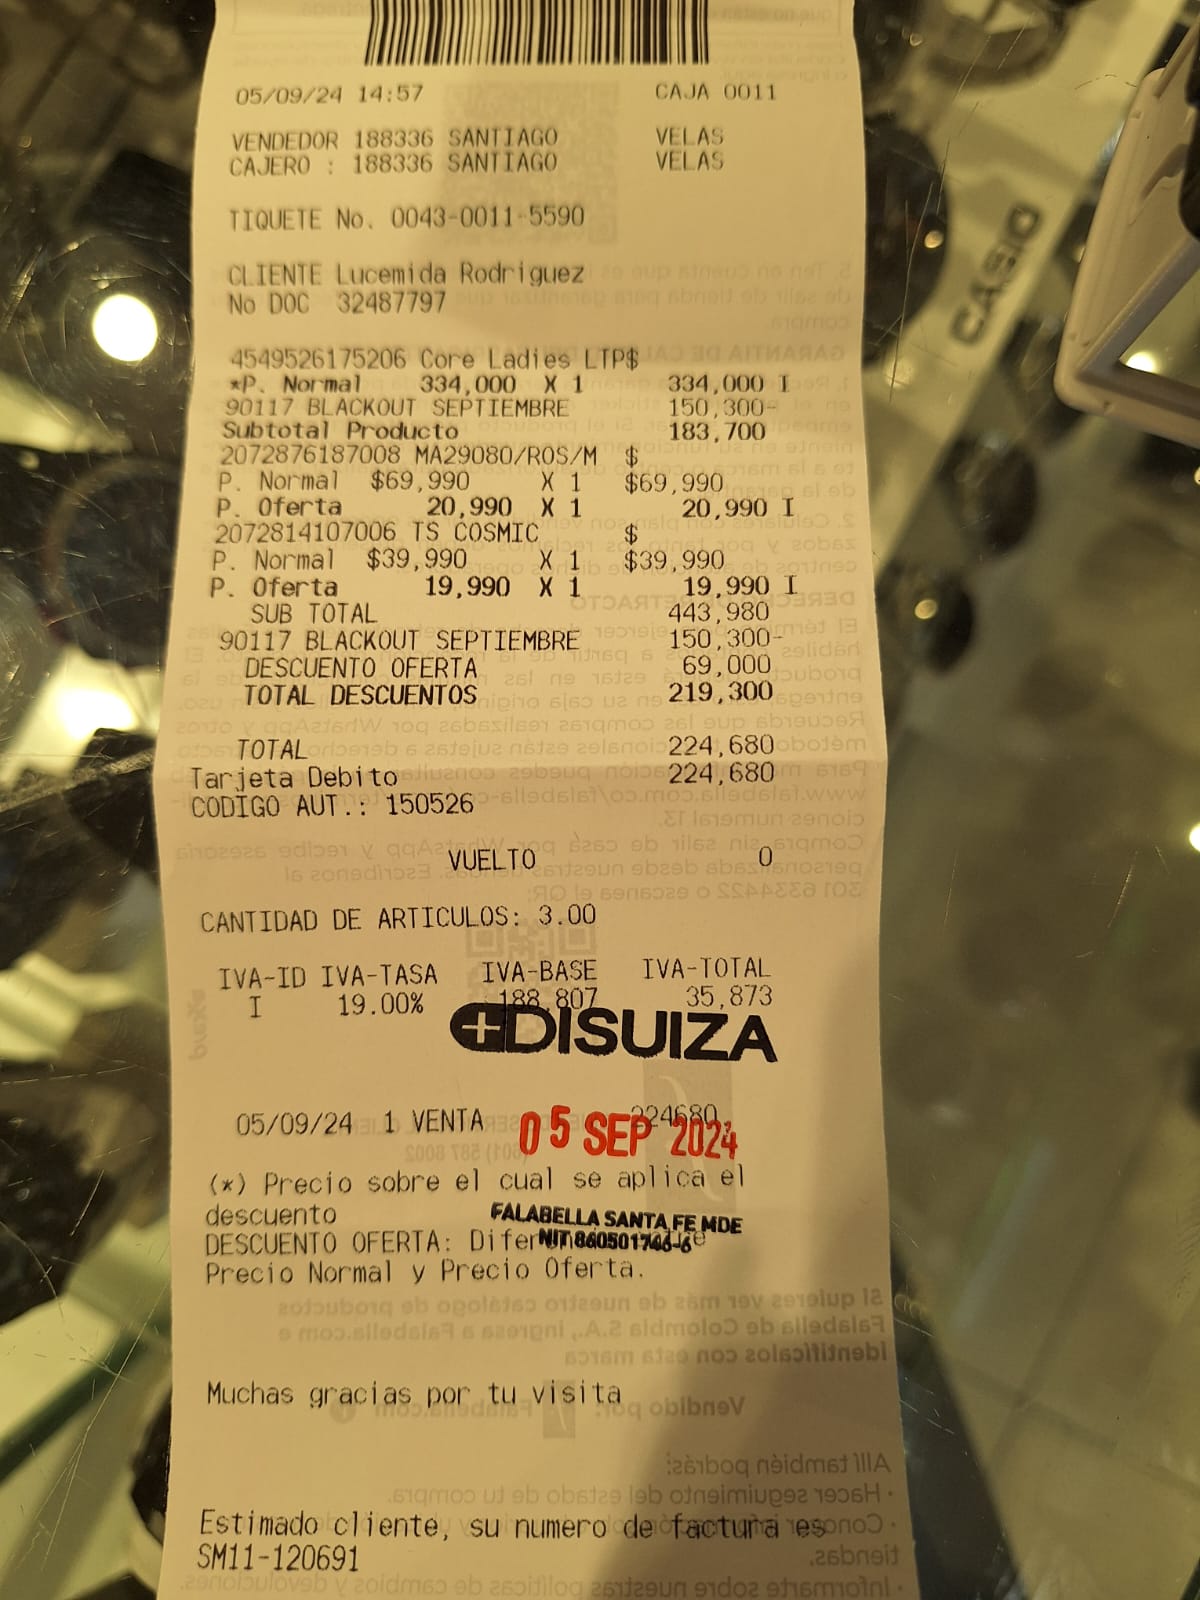 05/09/24 14:57 CAJA 0011
VENDEDOR 188336 SANTIAGO VELAS
CAJERO : 188336 SANTIAGO VELAS
TIQUETE No. 0043-0011-5590
CLIENTE Lucemida Rodriguez
No DOC 32487797
4549526175206 Core Ladies LTP$
*P. Normal 334,000 X 1 334,000 I
90117 BLACKOUT SEPTIEMBRE 150,300-
Subtotal Producto 183,700
2072876187008 MA29080/ROS/M $
P. Normal $69,990 X 1 $69,990
P. Oferta 20,990 X 1 20,990 I
2072814107006 TS COSMIC $
P. Normal $39,990 X 1 $39,990
P. Oferta 19,990 X 1 19,990 I
SUB TOTAL 443,980
90117 BLACKOUT SEPTIEMBRE 150,300-
DESCUENTO OFERTA 69,000
TOTAL DESCUENTOS 219,300
TOTAL 224,680
Tarjeta Debito 224,680
CODIGO AUT.: 150526
VUELTO 0
CANTIDAD DE ARTICULOS: 3.00
IVA-ID IVA-TASA IVA-BASE IVA-TOTAL
I 19.00% 188,807 35,873
DISUIZA
05/09/24 1 VENTA 224680
05 SEP 2024
(*) Precio sobre el cual se aplica el
descuento
FALABELLA SANTA FE MDE
DESCUENTO OFERTA:
NIT 860501746-6
Precio Normal y Precio Oferta.
Muchas gracias por tu visita
Estimado cliente, su numero de factura es
SM11-120691
CASIO